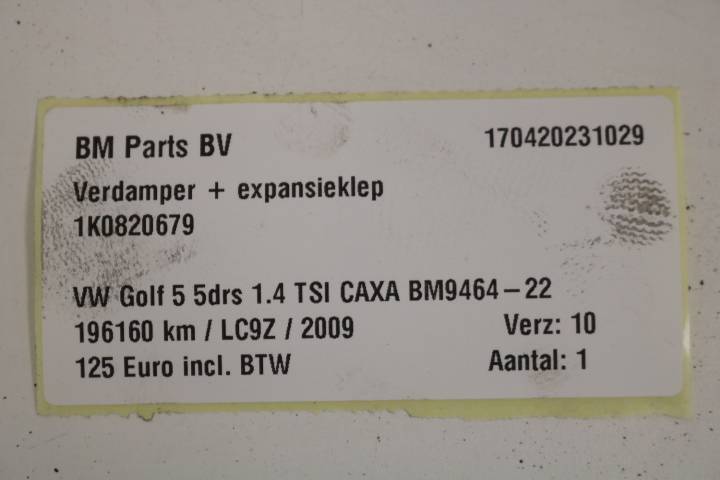 BM Parts BV 170420231029
Verdamper + expansieklep
1K0820679
VW Golf 5 5drs 1.4 TSI CAXA BM9464-22
196160 km / LC9Z / 2009 Verz: 10
125 Euro incl. BTW Aantal: 1